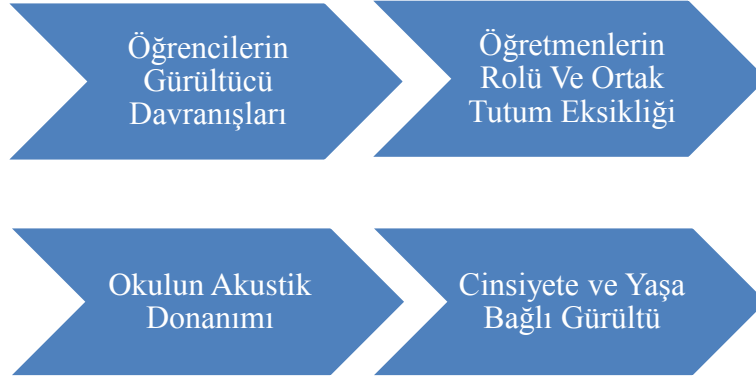 Öğrencilerin
Gürültücü
Davranışları
Öğretmenlerin
Rolü Ve Ortak
Tutum Eksikliği
Okulun Akustik
Donanımı
Cinsiyete ve Yaşa
Bağlı Gürültü